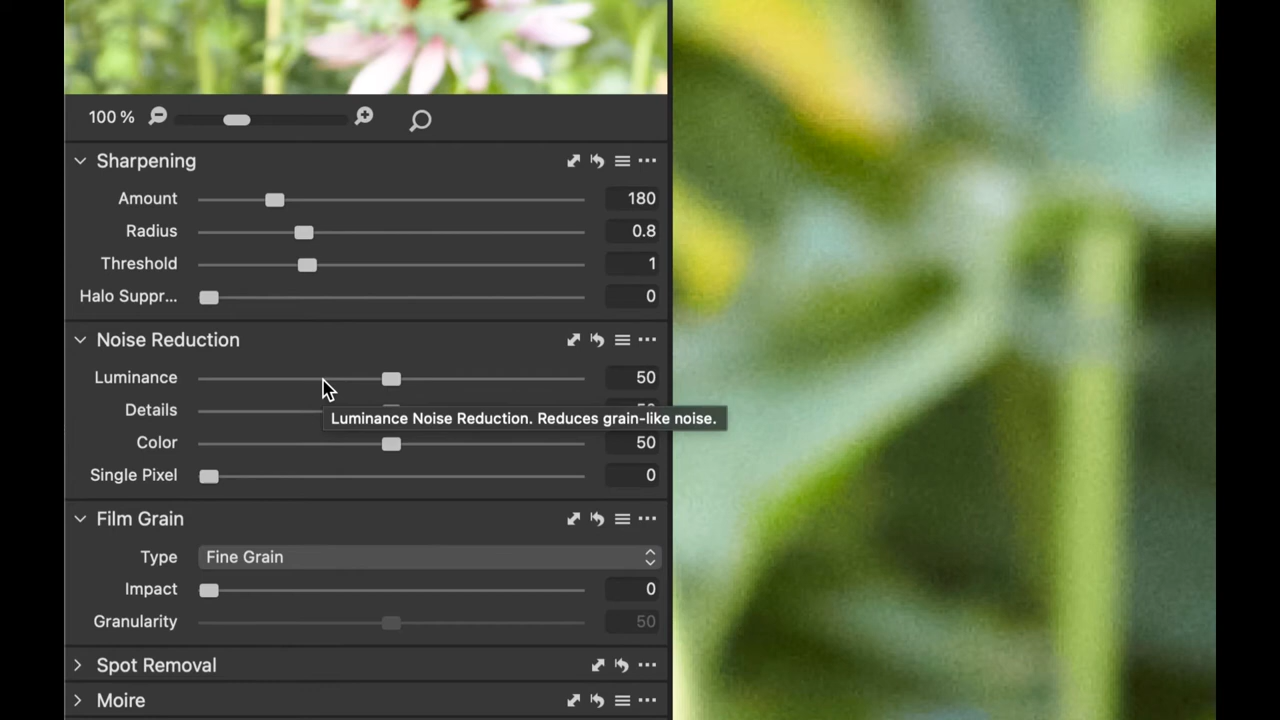 100 %
Sharpening
Amount 180
Radius 0.8
Threshold 1
Halo Suppr... 0
Noise Reduction
Luminance 50
Details
Luminance Noise Reduction. Reduces grain-like noise.
Color 50
Single Pixel 0
Film Grain
Type Fine Grain
Impact 0
Granularity 50
Spot Removal
Moire